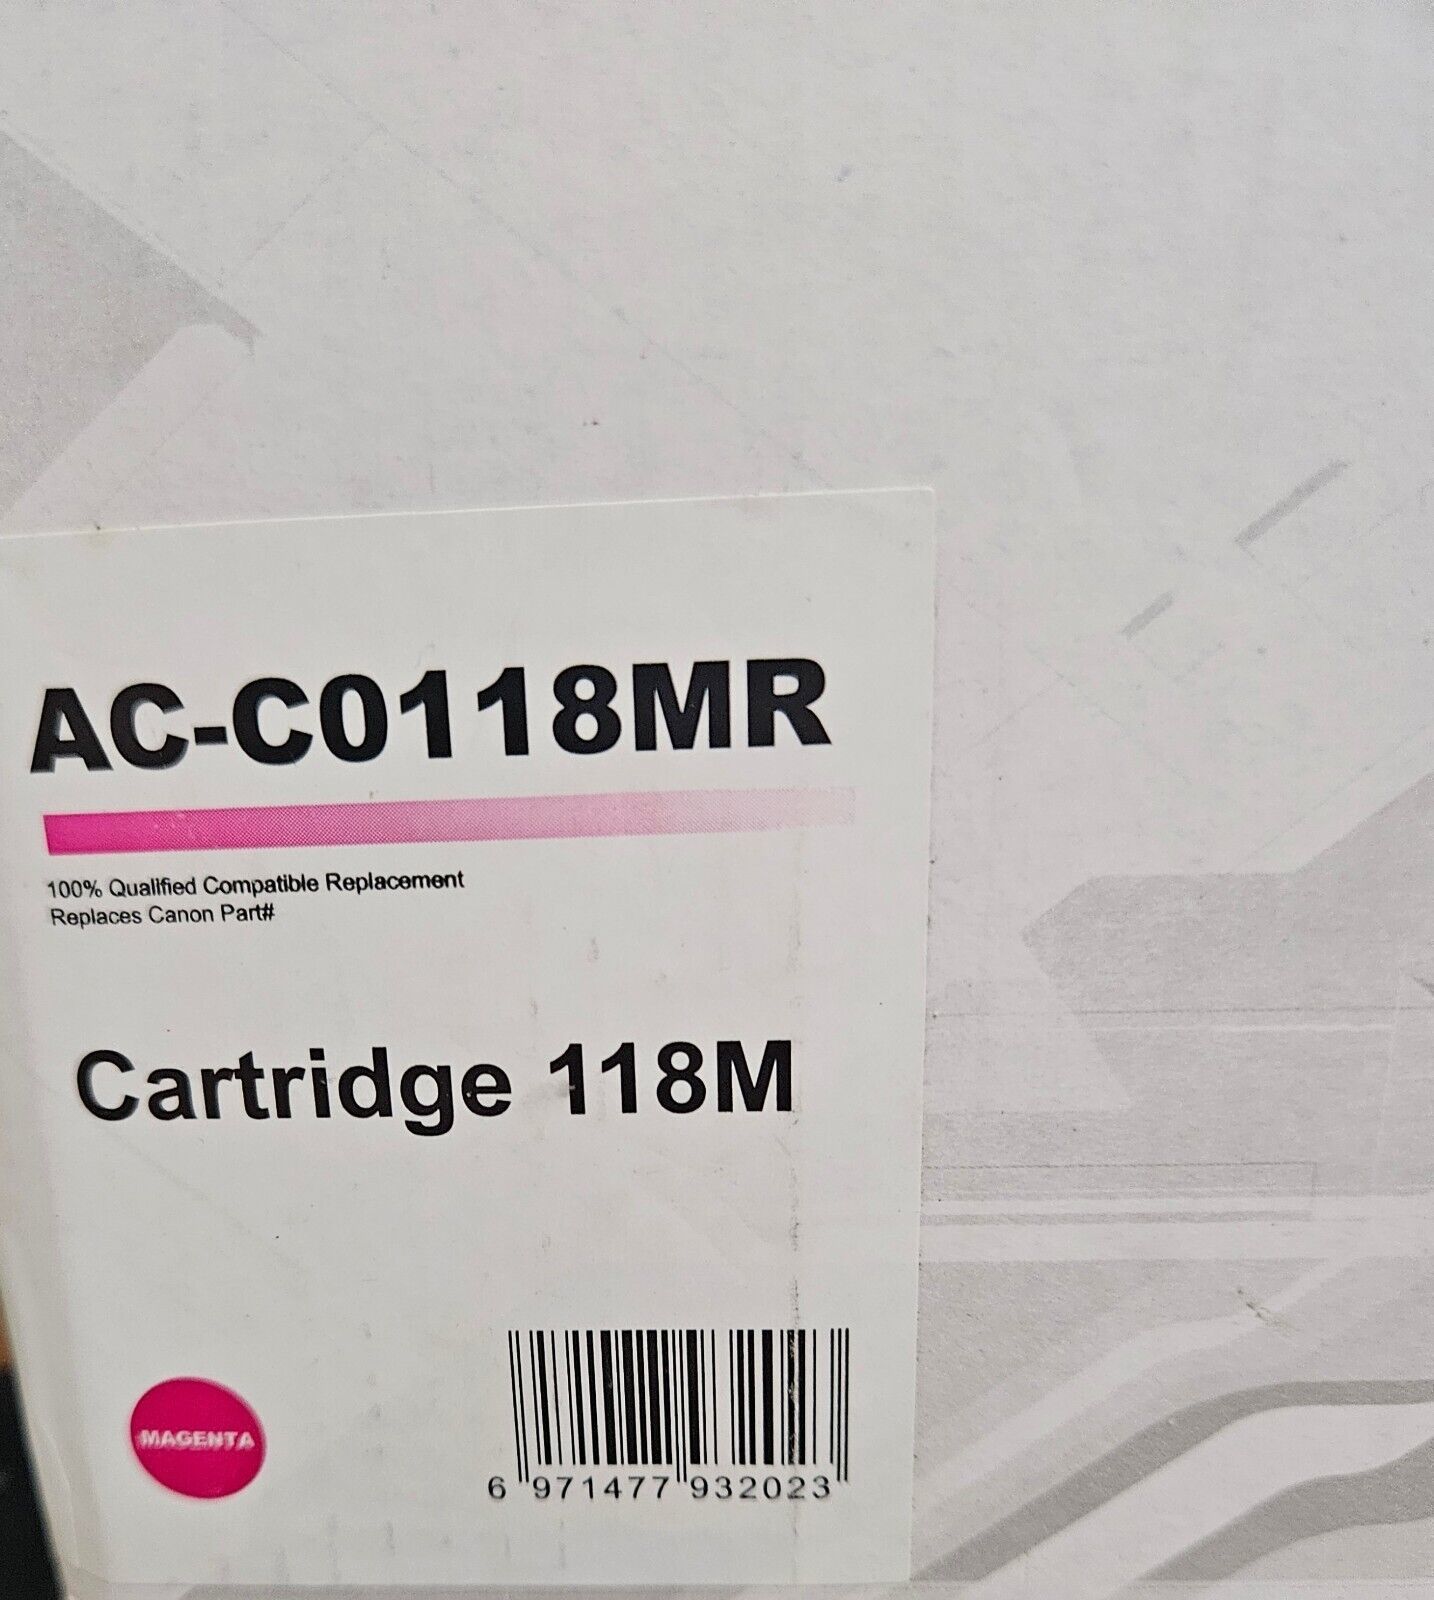 AC-C0118MR
100% Qualified Compatible Replacement
Replaces Canon Part#
Cartridge 118M
MAGENTA
6 971477 932023